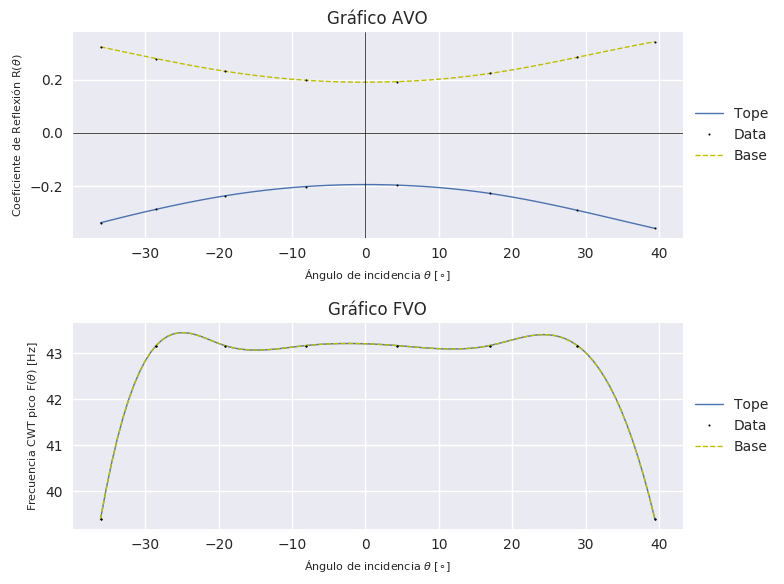 Gráfico AVO
Coeficiente de Reflexión R(θ)
0.2
0.0
−0.2
−30
−20
−10
0
10
20
30
40
Ángulo de incidencia θ [∘]
Tope
Data
Base
Gráfico FVO
Frecuencia CWT pico F(θ) [Hz]
43
42
41
40
−30
−20
−10
0
10
20
30
40
Ángulo de incidencia θ [∘]
Tope
Data
Base